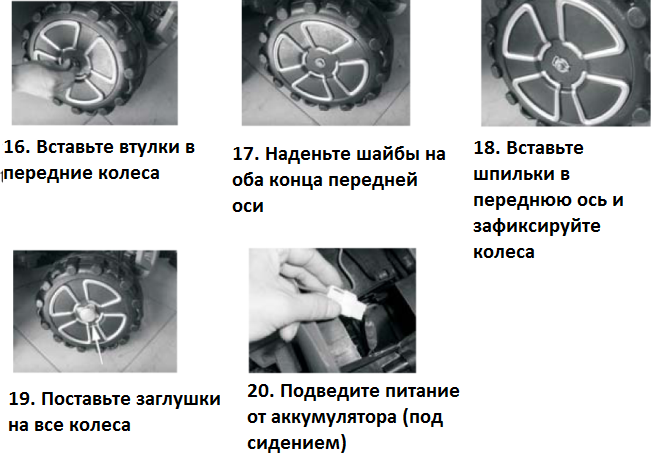 16. Вставьте втулки в
передние колеса
17. Наденьте шайбы на
оба конца передней
оси
18. Вставьте
шпильки в
переднюю ось и
зафиксируйте
колеса
19. Поставьте заглушки
на все колеса
20. Подведите питание
от аккумулятора (под
сидением)